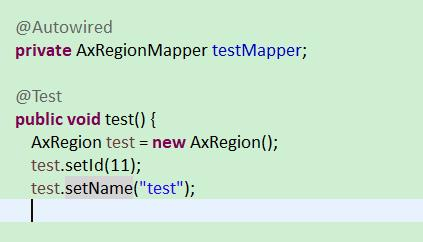 @Autowired
private AxRegionMapper testMapper;
@Test
public void test() {
AxRegion test = new AxRegion();
test.setId(11);
test.setName("test");